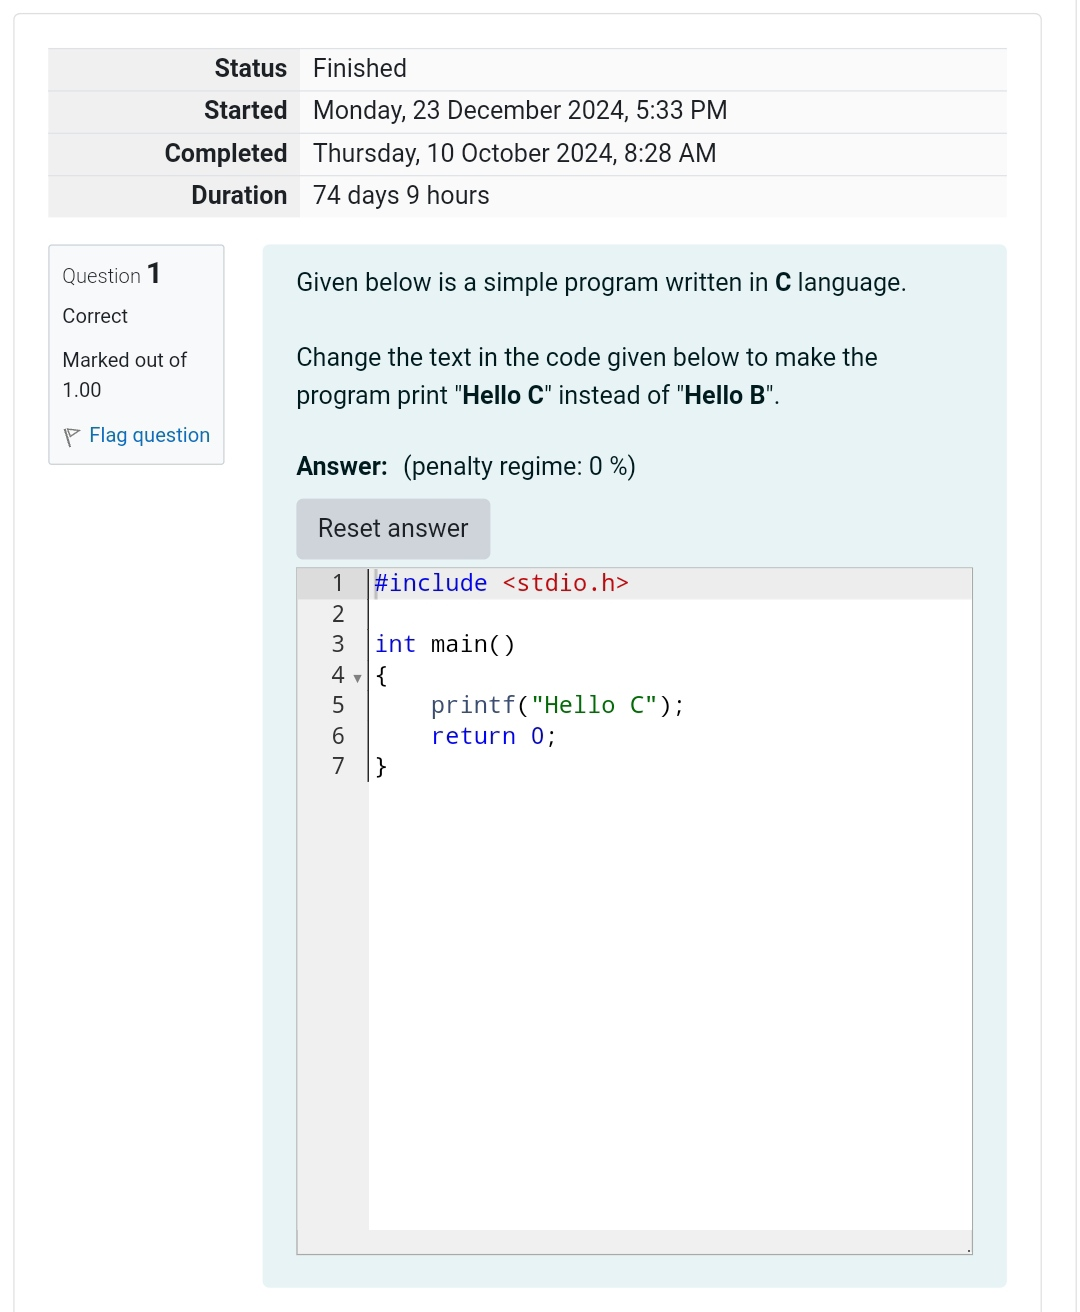 Status Finished
Started Monday, 23 December 2024, 5:33 PM
Completed Thursday, 10 October 2024, 8:28 AM
Duration 74 days 9 hours
Question 1
Correct
Marked out of
1.00
Flag question
Given below is a simple program written in C language.
Change the text in the code given below to make the
program print "Hello C" instead of "Hello B".
Answer: (penalty regime: 0 %)
Reset answer
1 #include <stdio.h>
2
3 int main()
4 {
5     printf("Hello C");
6     return 0;
7 }